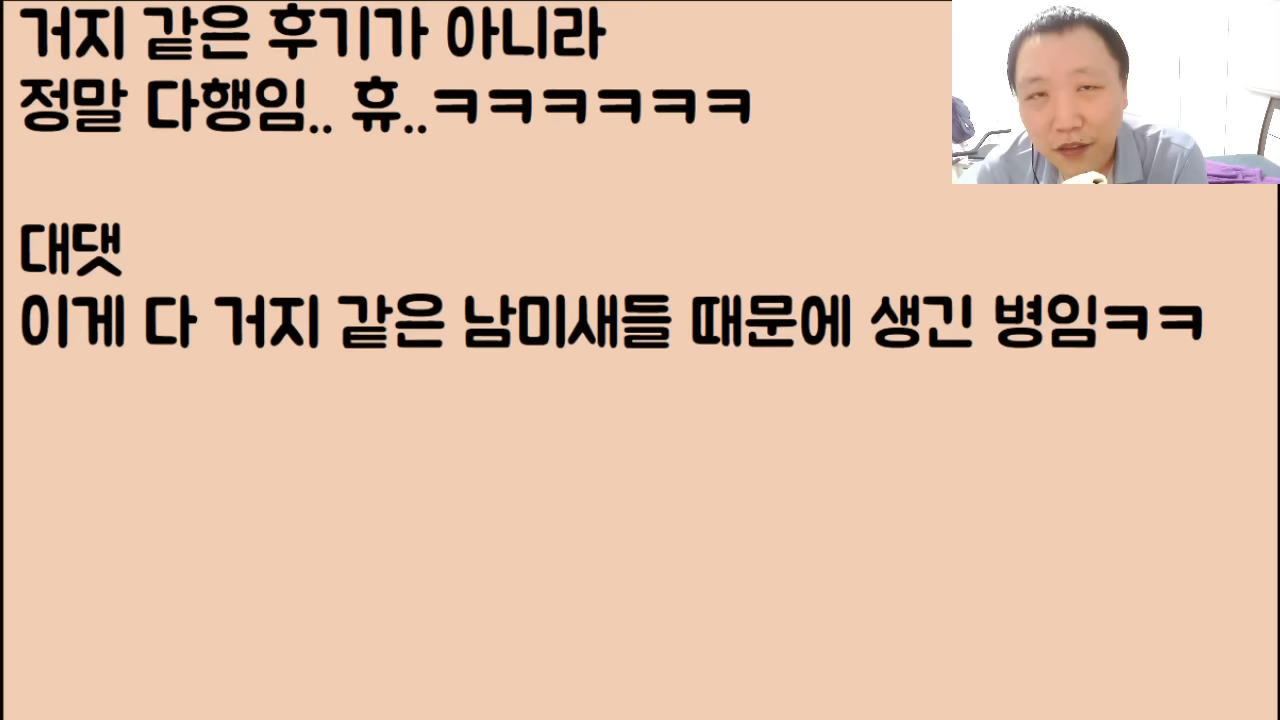 거지 같은 후기가 아니라
정말 다행임.. 휴..ㅋㅋㅋㅋㅋㅋ
대댓
이게 다 거지 같은 남미새들 때문에 생긴 병임ㅋㅋ